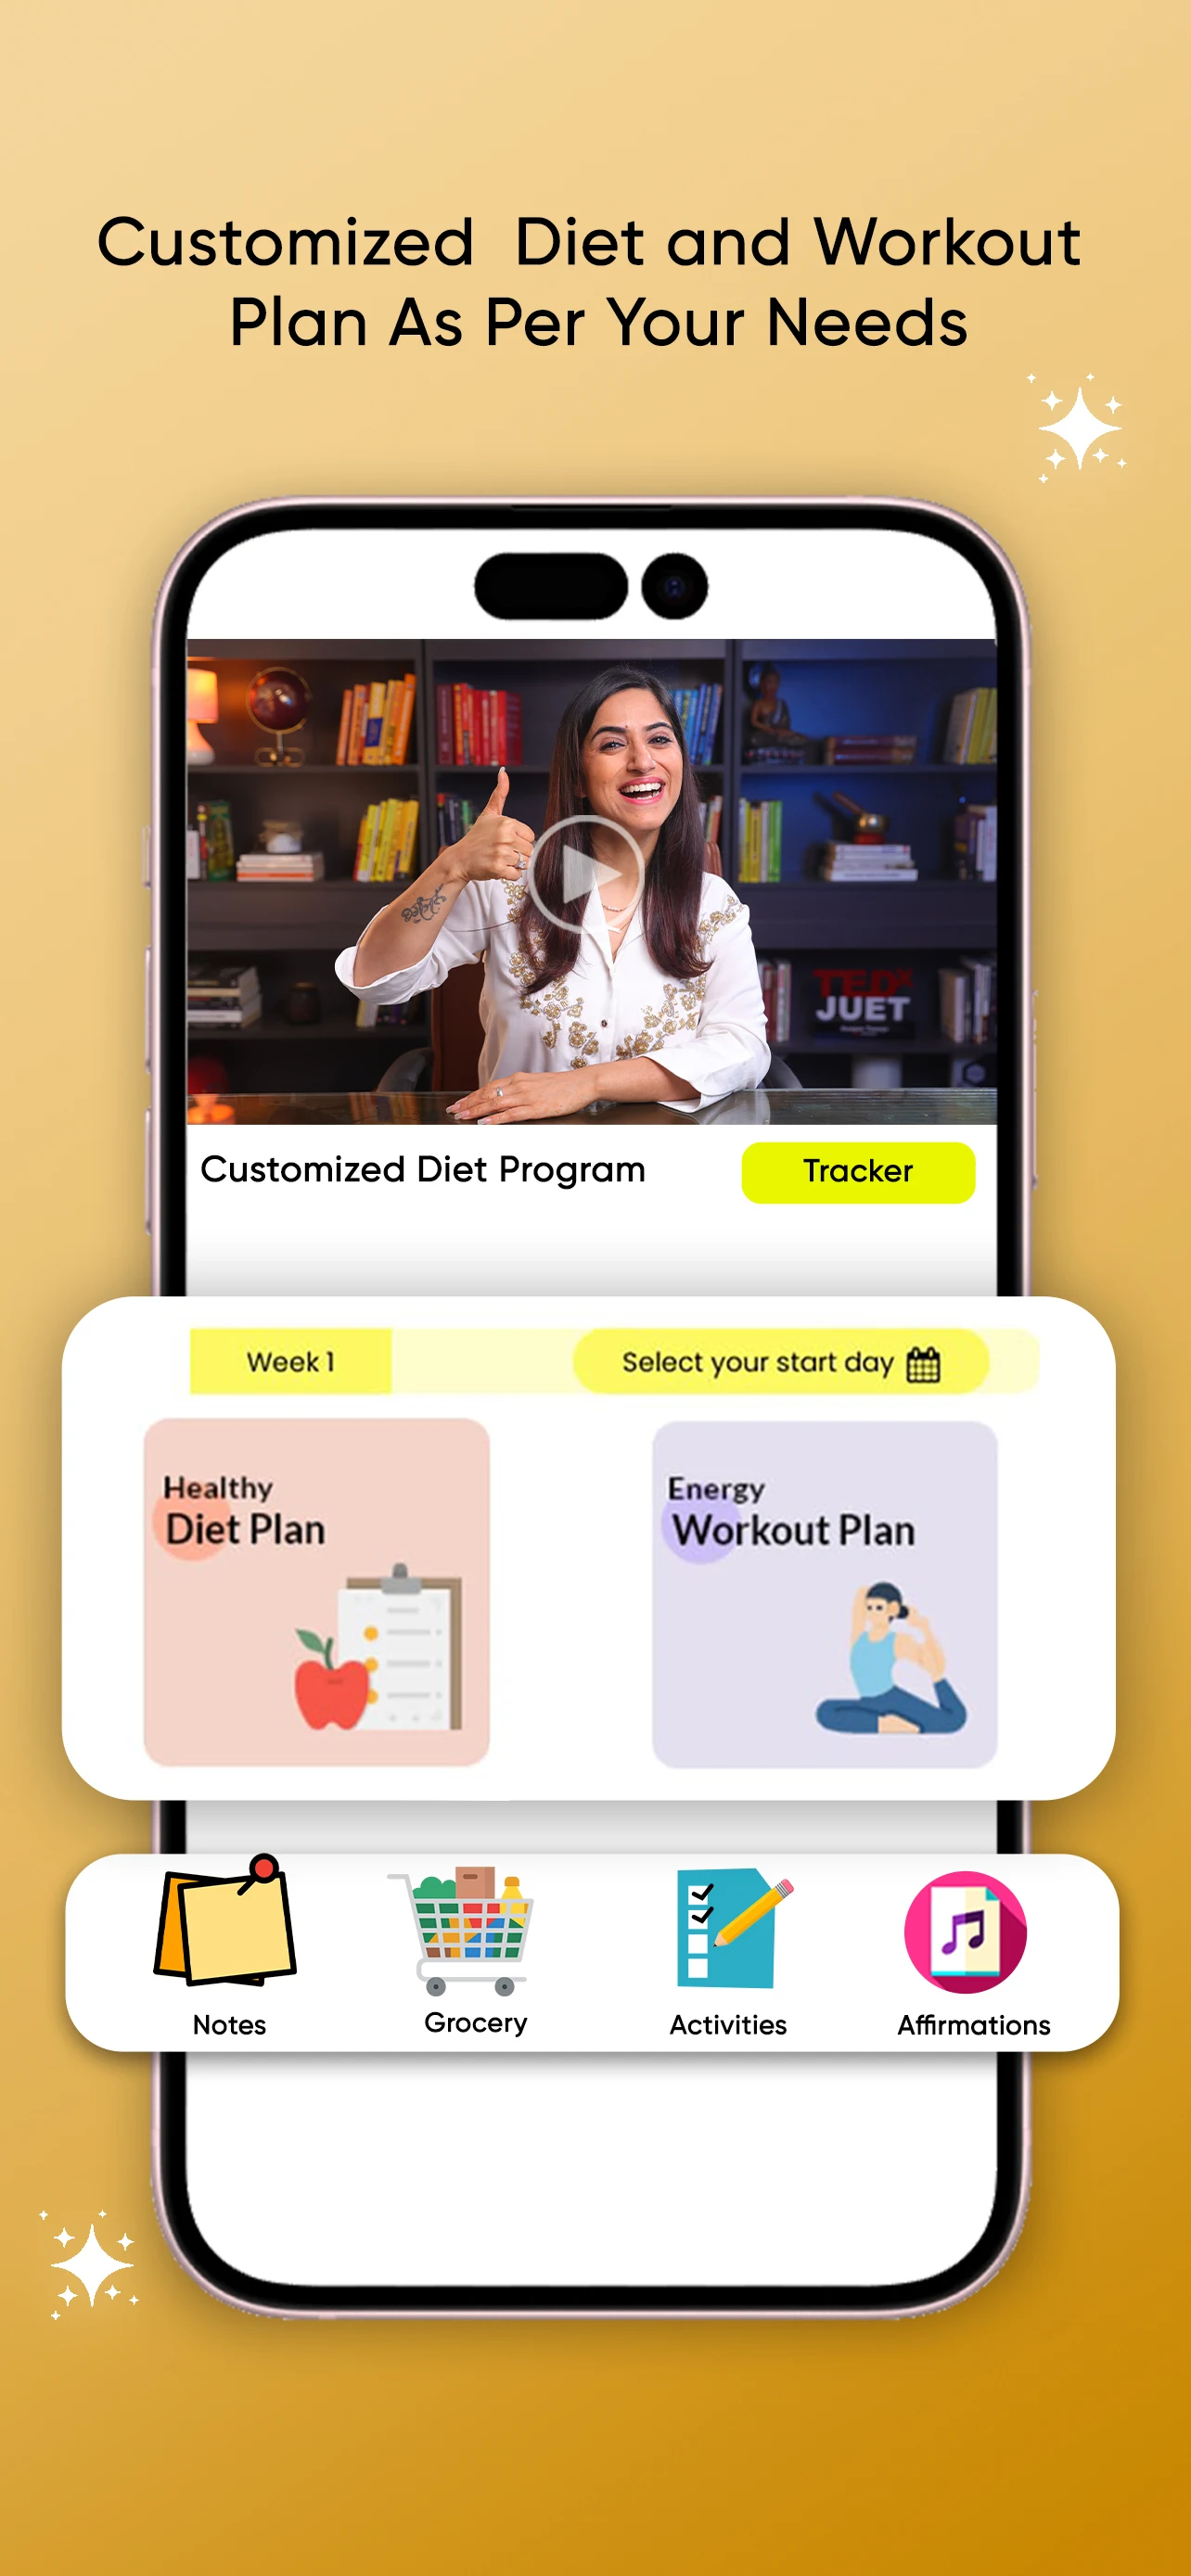 Customized  Diet and Workout
Plan As Per Your Needs
TEDx
JUET
Customized Diet Program
Tracker
Week 1
Select your start day
Healthy
Diet Plan
Energy
Workout Plan
Notes
Grocery
Activities
Affirmations